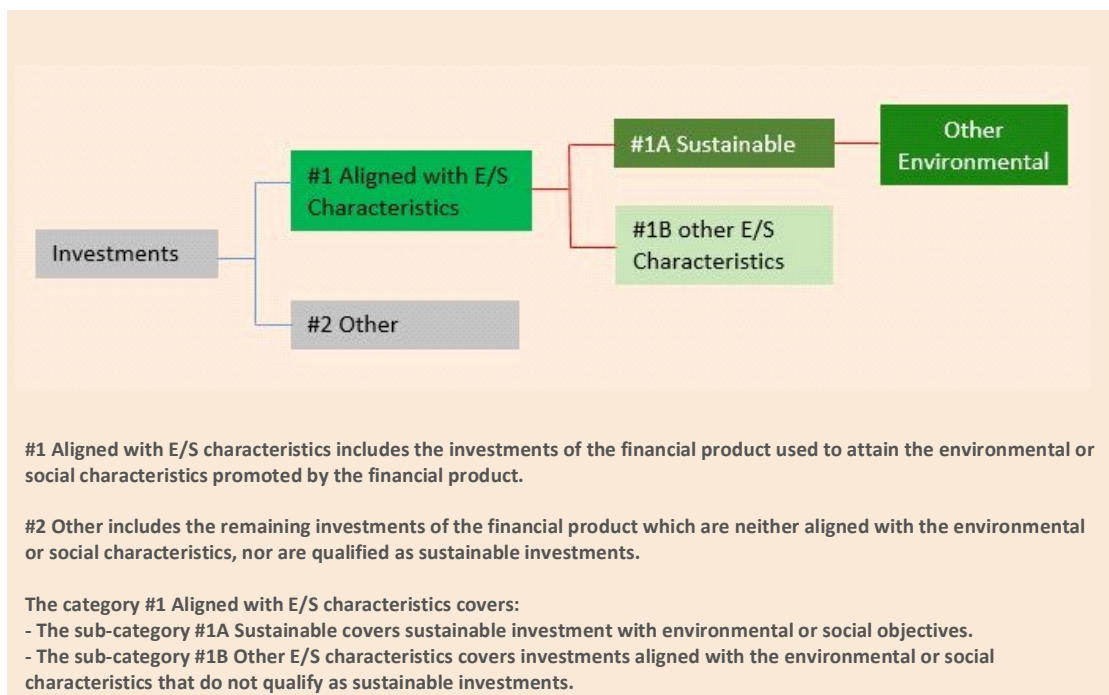 #1A Sustainable
Other
Environmental
#1 Aligned with E/S
Characteristics
#1B other E/S
Characteristics
Investments
#2 Other
#1 Aligned with E/S characteristics includes the investments of the financial product used to attain the environmental or
social characteristics promoted by the financial product.
#2 Other includes the remaining investments of the financial product which are neither aligned with the environmental
or social characteristics, nor are qualified as sustainable investments.
The category #1 Aligned with E/S characteristics covers:
- The sub-category #1A Sustainable covers sustainable investment with environmental or social objectives.
- The sub-category #1B Other E/S characteristics covers investments aligned with the environmental or social
characteristics that do not qualify as sustainable investments.